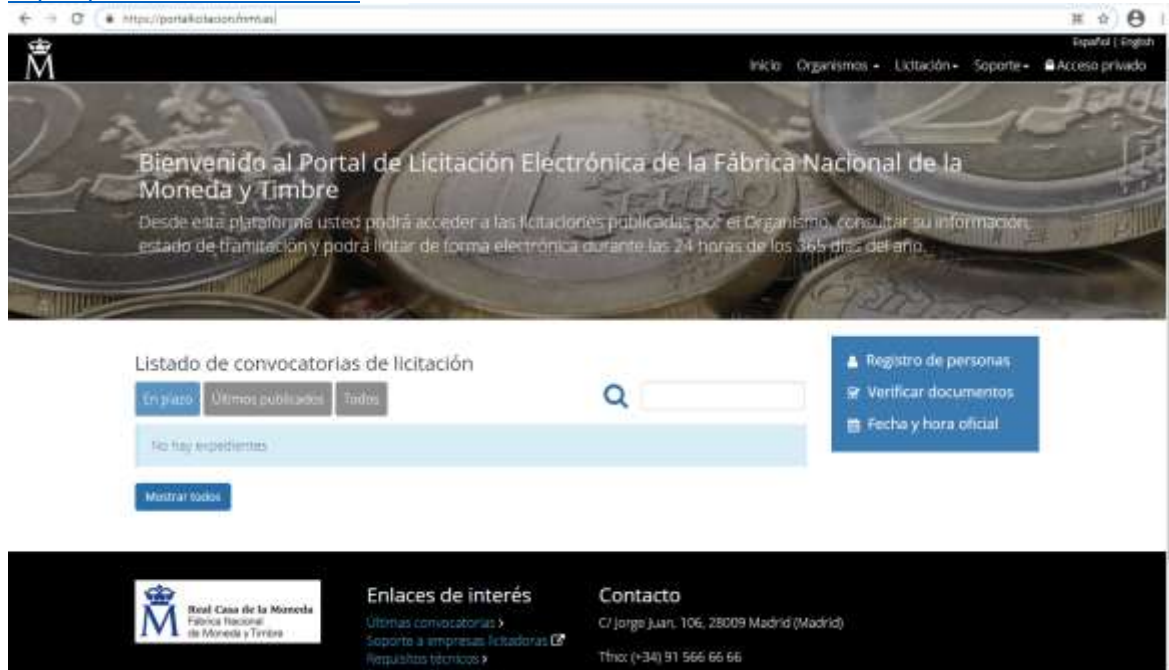 https://portallicitacion.fnmt.es
Español | English
M
Inicio Organismos Licitación Soporte Acceso privado
Bienvenido al Portal de Licitación Electrónica de la Fábrica Nacional de la
Moneda y Timbre
Desde esta plataforma usted podrá acceder a las licitaciones publicadas por el Organismo, consultar su información,
estado de tramitación y podrá licitar de forma electrónica durante las 24 horas de los 365 días del año.
Listado de convocatorias de licitación
En plazo Últimos publicados Todos
No hay expedientes
Mostrar todos
Registro de personas
Verificar documentos
Fecha y hora oficial
M
Real Casa de la Moneda
Fábrica Nacional
de Moneda y Timbre
Enlaces de interés
Últimas convocatorias
Soporte a empresas licitadoras
Requisitos técnicos
Contacto
C/ Jorge Juan, 106, 28009 Madrid (Madrid)
Tfno: (+34) 91 566 66 66